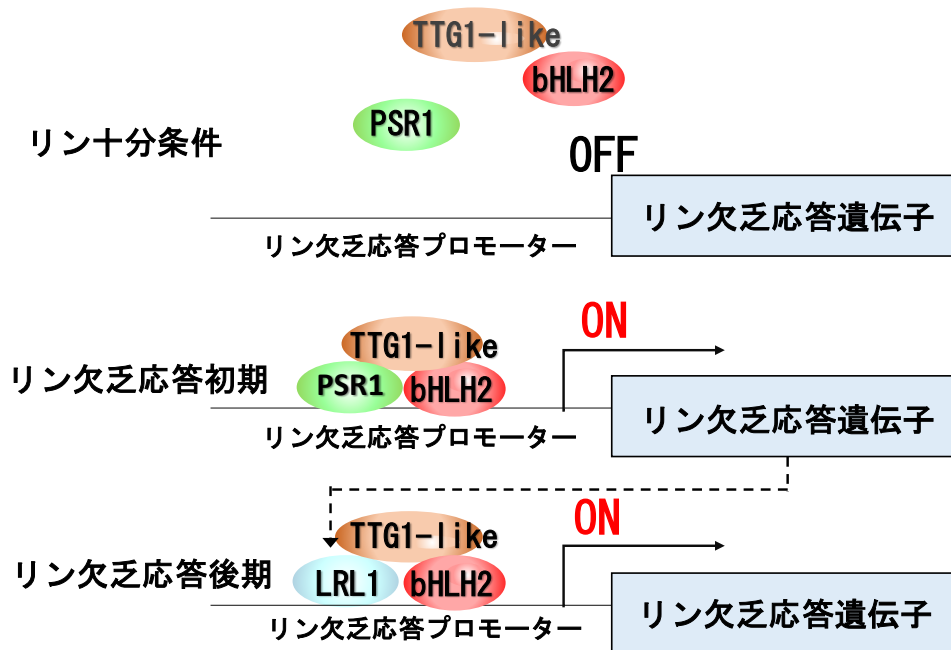 TTG1-like
bHLH2
PSR1
リン十分条件
OFF
リン欠乏応答遺伝子
リン欠乏応答プロモーター
ON
TTG1-like
リン欠乏応答初期
PSR1
bHLH2
リン欠乏応答遺伝子
リン欠乏応答プロモーター
ON
TTG1-like
リン欠乏応答後期
LRL1
bHLH2
リン欠乏応答遺伝子
リン欠乏応答プロモーター